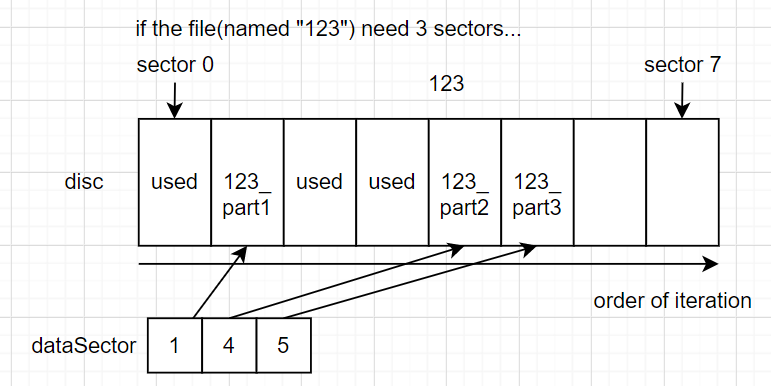 if the file(named "123") need 3 sectors...
sector 0
sector 7
123
disc
used
123_
part1
used
used
123_
part2
123_
part3
order of iteration
dataSector
1
4
5